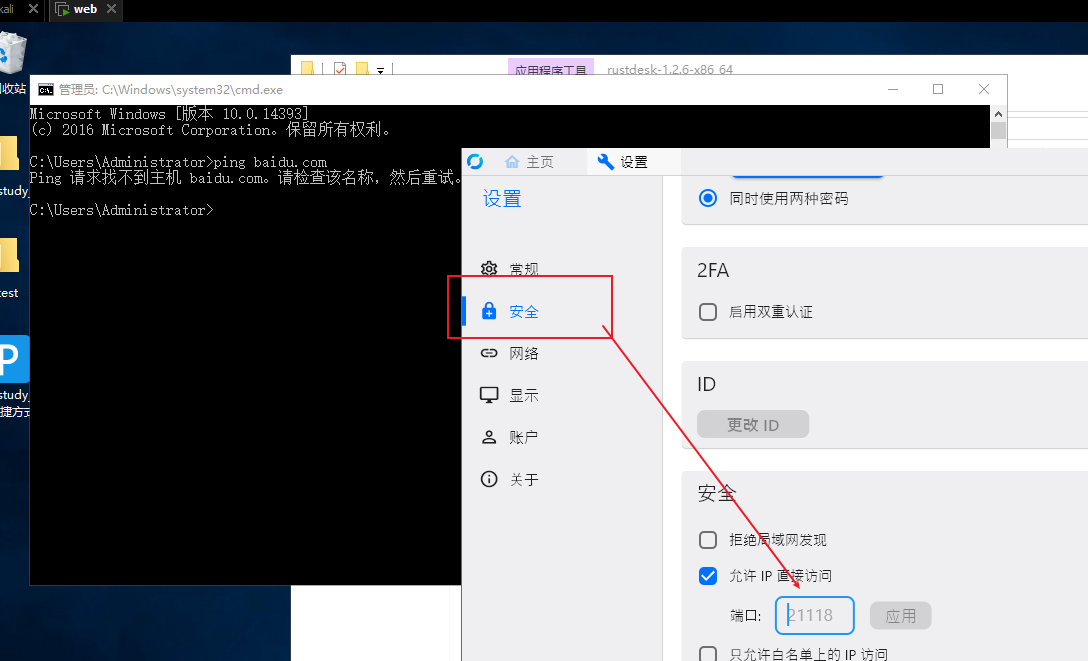 kali
web
回收站
应用程序工具
rustdesk-1.2.6-x86_64
管理员: C:\Windows\system32\cmd.exe
Microsoft Windows [版本 10.0.14393]
(c) 2016 Microsoft Corporation。保留所有权利。
C:\Users\Administrator>ping baidu.com
Ping 请求找不到主机 baidu.com。请检查该名称，然后重试。
C:\Users\Administrator>
study_
test
P
study_
捷方式
主页
设置
设置
常规
安全
网络
显示
账户
关于
同时使用两种密码
2FA
启用双重认证
ID
更改 ID
安全
拒绝局域网发现
允许 IP 直接访问
端口:
21118
应用
只允许白名单上的 IP 访问